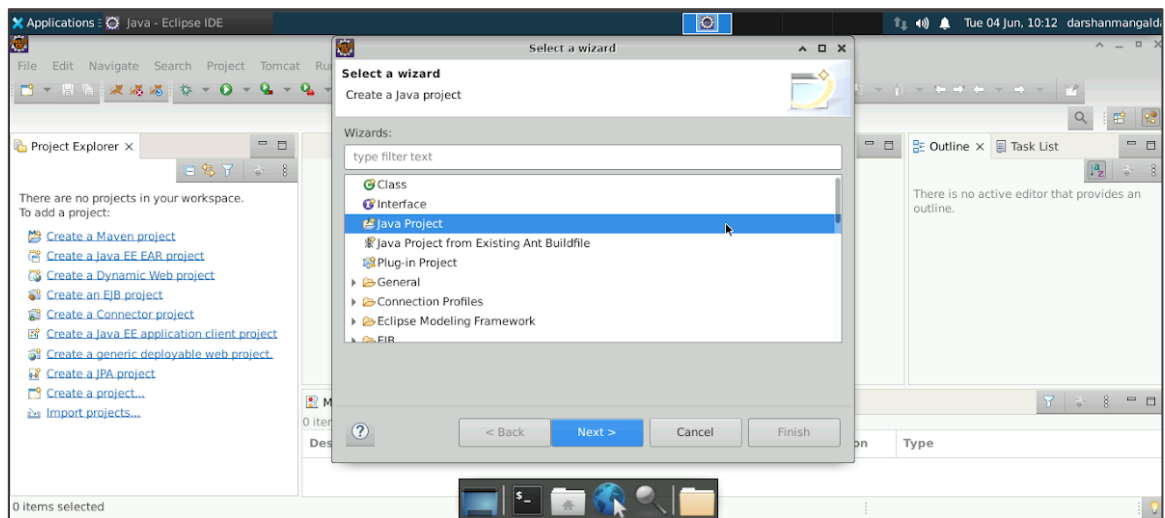 Applications : Java - Eclipse IDE
Tue 04 Jun, 10:12 darshanmangald
File Edit Navigate Search Project Tomcat
Select a wizard
Select a wizard
Create a Java project
Wizards:
type filter text
Class
Interface
Java Project
Java Project from Existing Ant Buildfile
Plug-in Project
General
Connection Profiles
Eclipse Modeling Framework
EJB
< Back Next > Cancel Finish
Project Explorer
There are no projects in your workspace.
To add a project:
Create a Maven project
Create a Java EE EAR project
Create a Dynamic Web project
Create an EJB project
Create a Connector project
Create a Java EE application client project
Create a generic deployable web project.
Create a JPA project
Create a project...
Import projects...
Outline Task List
There is no active editor that provides an
outline.
0 iter
Des
Type
0 items selected